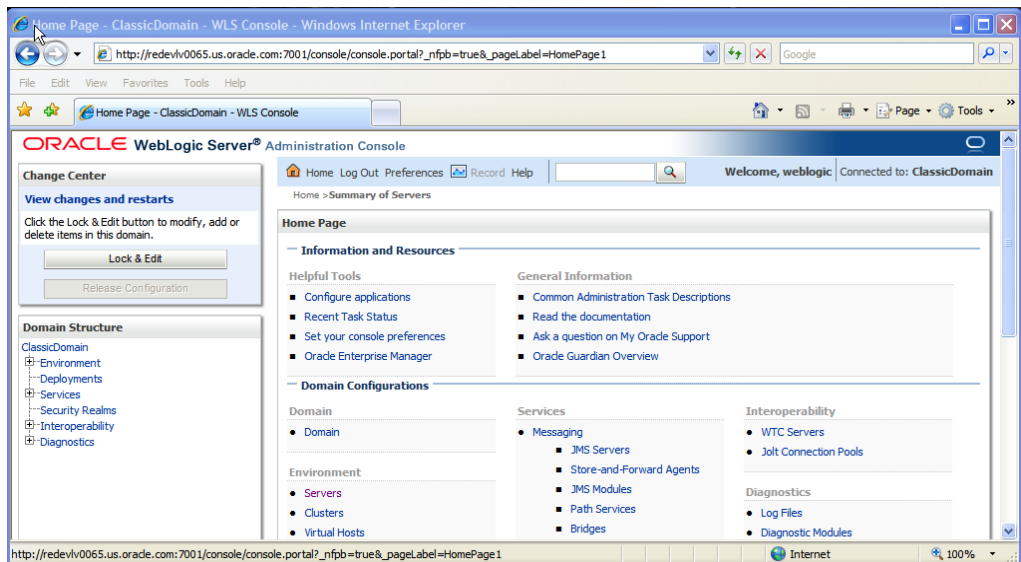 Home Page - ClassicDomain - WLS Console - Windows Internet Explorer
http://redevlv0065.us.oracle.com:7001/console/console.portal?_nfpb=true&_pageLabel=HomePage1
Google
File Edit View Favorites Tools Help
Home Page - ClassicDomain - WLS Console
Page Tools »
ORACLE WebLogic Server® Administration Console
Change Center
View changes and restarts
Click the Lock & Edit button to modify, add or
delete items in this domain.
Lock & Edit
Release Configuration
Domain Structure
ClassicDomain
Environment
Deployments
Services
Security Realms
Interoperability
Diagnostics
Home Log Out Preferences Record Help
Welcome, weblogic Connected to: ClassicDomain
Home >Summary of Servers
Home Page
Information and Resources
Helpful Tools
Configure applications
Recent Task Status
Set your console preferences
Oracle Enterprise Manager
General Information
Common Administration Task Descriptions
Read the documentation
Ask a question on My Oracle Support
Oracle Guardian Overview
Domain Configurations
Domain
Domain
Environment
Servers
Clusters
Virtual Hosts
Services
Messaging
JMS Servers
Store-and-Forward Agents
JMS Modules
Path Services
Bridges
Interoperability
WTC Servers
Jolt Connection Pools
Diagnostics
Log Files
Diagnostic Modules
http://redevlv0065.us.oracle.com:7001/console/console.portal?_nfpb=true&_pageLabel=HomePage1
Internet
100%